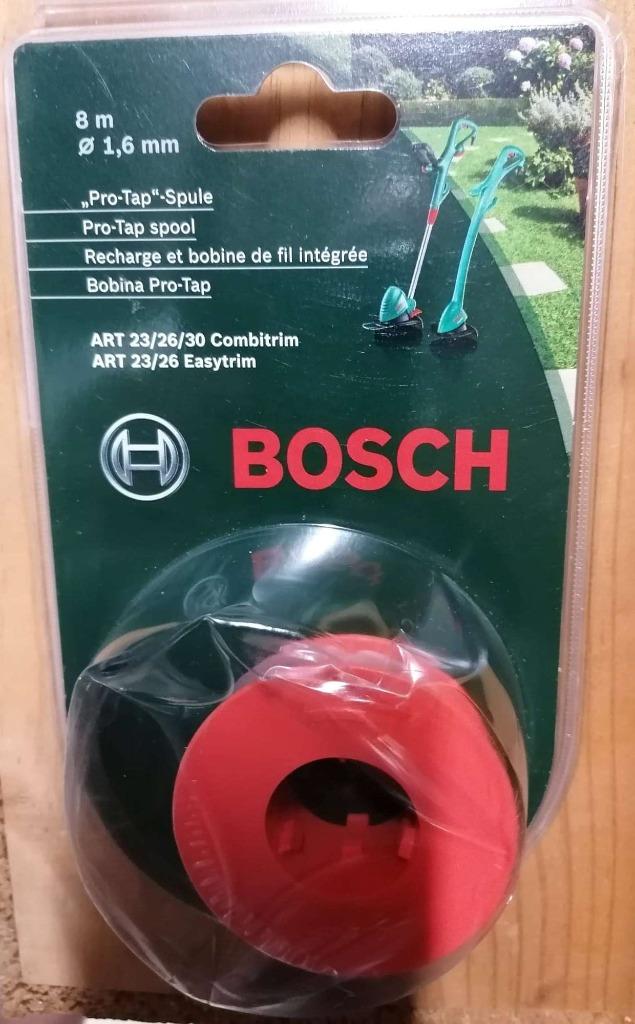 8 m
Ø 1,6 mm
„Pro-Tap“-Spule
Pro-Tap spool
Recharge et bobine de fil intégrée
Bobina Pro-Tap
ART 23/26/30 Combitrim
ART 23/26 Easytrim
BOSCH